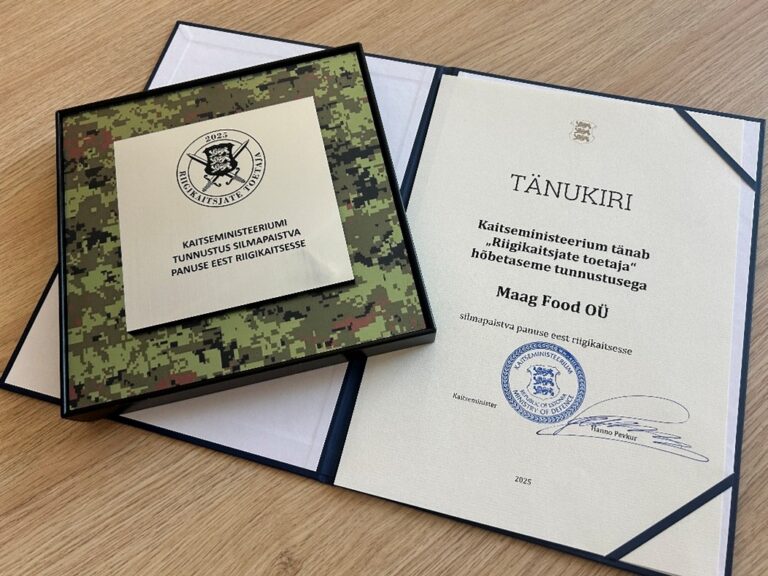 2025
RIIGIKAITSJATE TOETAJA
KAITSEMINISTEERIUMI
TUNNUSTUS SILMAPAISTVA
PANUSE EEST RIIGIKAITSESSE
TÄNUKIRI
Kaitseministeerium tänab
„Riigikaitsjate toetaja“
hõbetaseme tunnustusega
Maag Food OÜ
silmapaistva panuse eest riigikaitsesse
KAITSEMINISTEERIUM
REPUBLIC OF ESTONIA
MINISTRY OF DEFENCE
Kaitseminister
Hanno Pevkur
2025